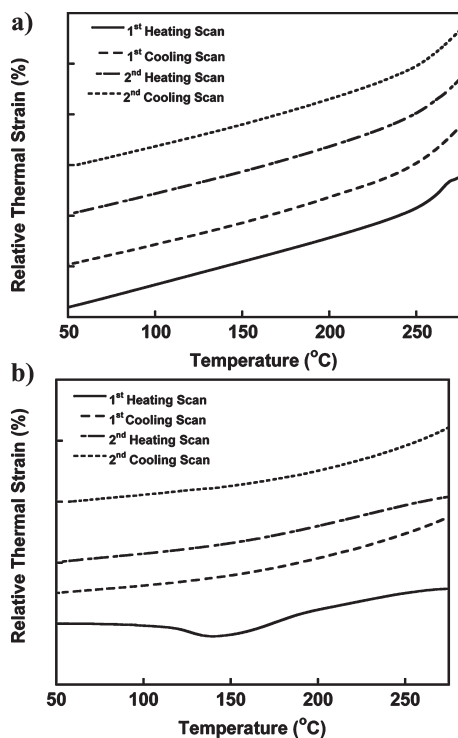 a)
1st Heating Scan
1st Cooling Scan
2nd Heating Scan
2nd Cooling Scan
Relative Thermal Strain (%)
50 100 150 200 250
Temperature (oC)
b)
1st Heating Scan
1st Cooling Scan
2nd Heating Scan
2nd Cooling Scan
Relative Thermal Strain (%)
50 100 150 200 250
Temperature (oC)